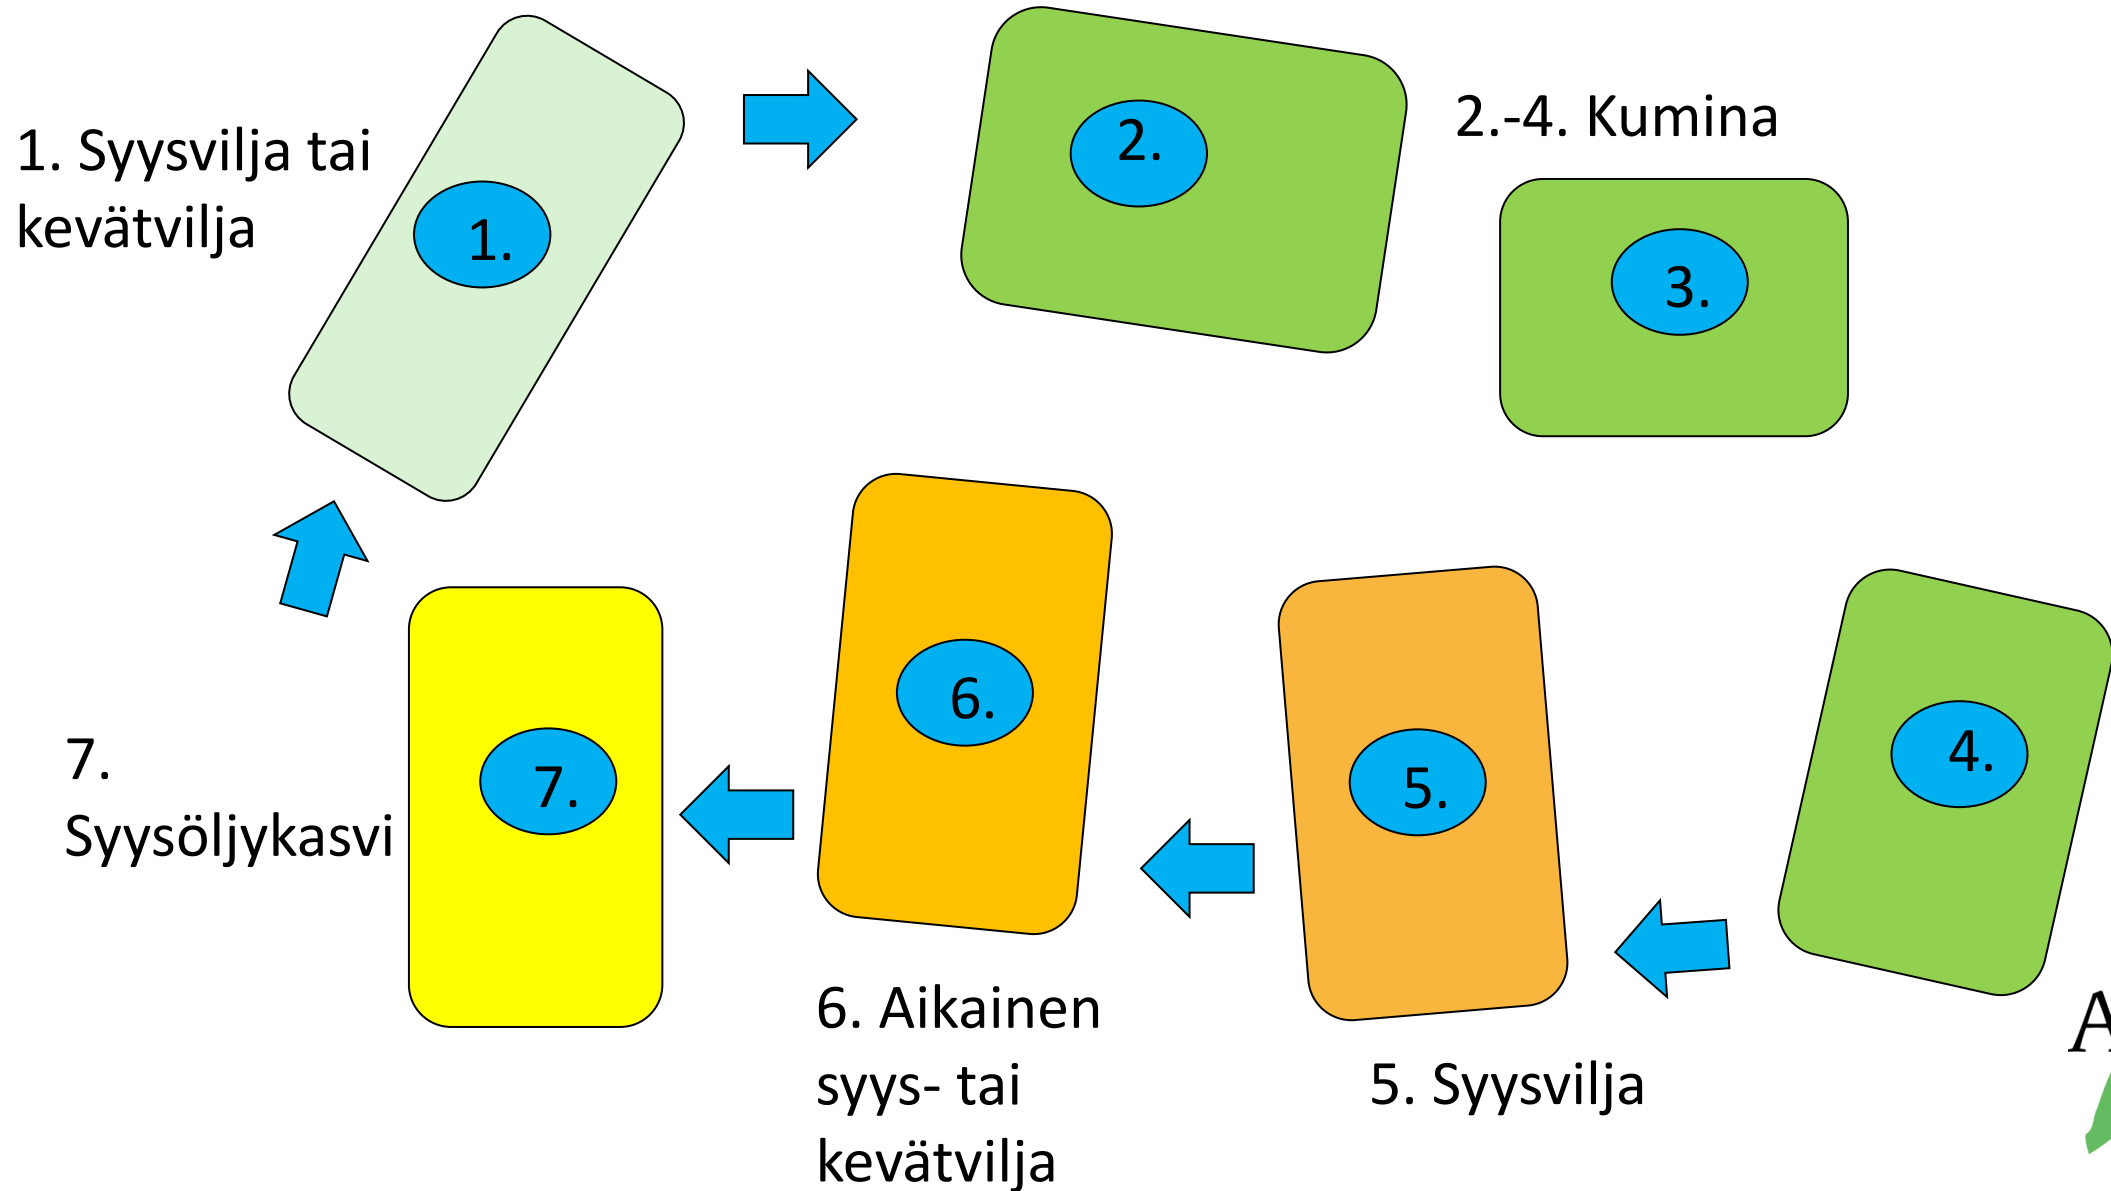 1. Syysvilja tai
kevätvilja
1.
2.
2.-4. Kumina
3.
4.
5.
5. Syysvilja
6.
6. Aikainen
syys- tai
kevätvilja
7.
7.
Syysöljykasvi